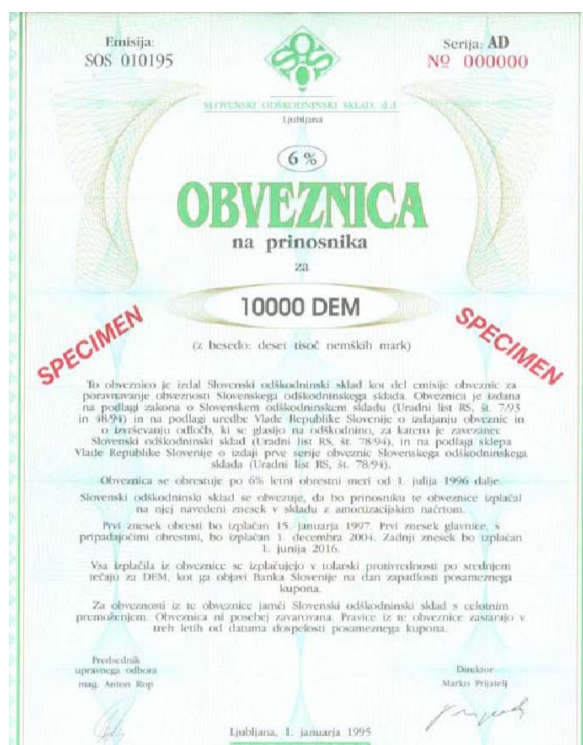 Emisija:
SOS 010195
Serija: AD
Nº 000000
SOS
SLOVENSKI ODŠKODNINSKI SKLAD, d.d.
Ljubljana
6 %
OBVEZNICA
na prinosnika
za
10000 DEM
SPECIMEN
SPECIMEN
(z besedo: deset tisoč nemških mark)
To obveznico je izdal Slovenski odškodninski sklad kot del emisije obveznic za
poravnavanje obveznosti Slovenskega odškodninskega sklada. Obveznica je izdana
na podlagi zakona o Slovenskem odškodninskem skladu (Uradni list RS, št. 7/93
in 48/94) in na podlagi uredbe Vlade Republike Slovenije o izdajanju obveznic in
o izvrševanju odločb, ki se glasijo na odškodnino, za katero je zavezanec
Slovenski odškodninski sklad (Uradni list RS, št. 78/94), in na podlagi sklepa
Vlade Republike Slovenije o izdaji prve serije obveznic Slovenskega odškodninskega
sklada (Uradni list RS, št. 78/94).
Obveznica se obrestuje po 6% letni obrestni meri od 1. julija 1996 dalje.
Slovenski odškodninski sklad se obvezuje, da bo prinosniku te obveznice izplačal
na njej navedeni znesek v skladu z amortizacijskim načrtom.
Prvi znesek obresti bo izplačan 15. januarja 1997. Prvi znesek glavnice, s
pripadajočimi obrestmi, bo izplačan 1. decembra 2004. Zadnji znesek bo izplačan
1. junija 2016.
Vsa izplačila iz obveznice se izplačujejo v tolarski protivrednosti po srednjem
tečaju za DEM, kot ga objavi Banka Slovenije na dan zapadlosti posameznega
kupona.
Za obveznosti iz te obveznice jamči Slovenski odškodninski sklad s celotnim
premoženjem. Obveznica ni posebej zavarovana. Pravice iz te obveznice zastarajo v
treh letih od datuma dospelosti posameznega kupona.
Predsednik
upravnega odbora
mag. Anton Rop
Direktor
Marko Prijatelj
Ljubljana, 1. januarja 1995